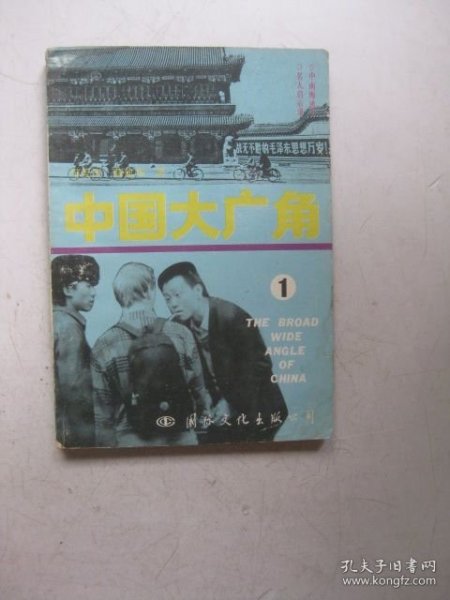 战无不胜的毛泽东思想万岁！
中国大广角
1
THE BROAD
WIDE
ANGLE
OF
CHINA
国际文化出版公司
孔夫子旧书网
www.kongfz.com